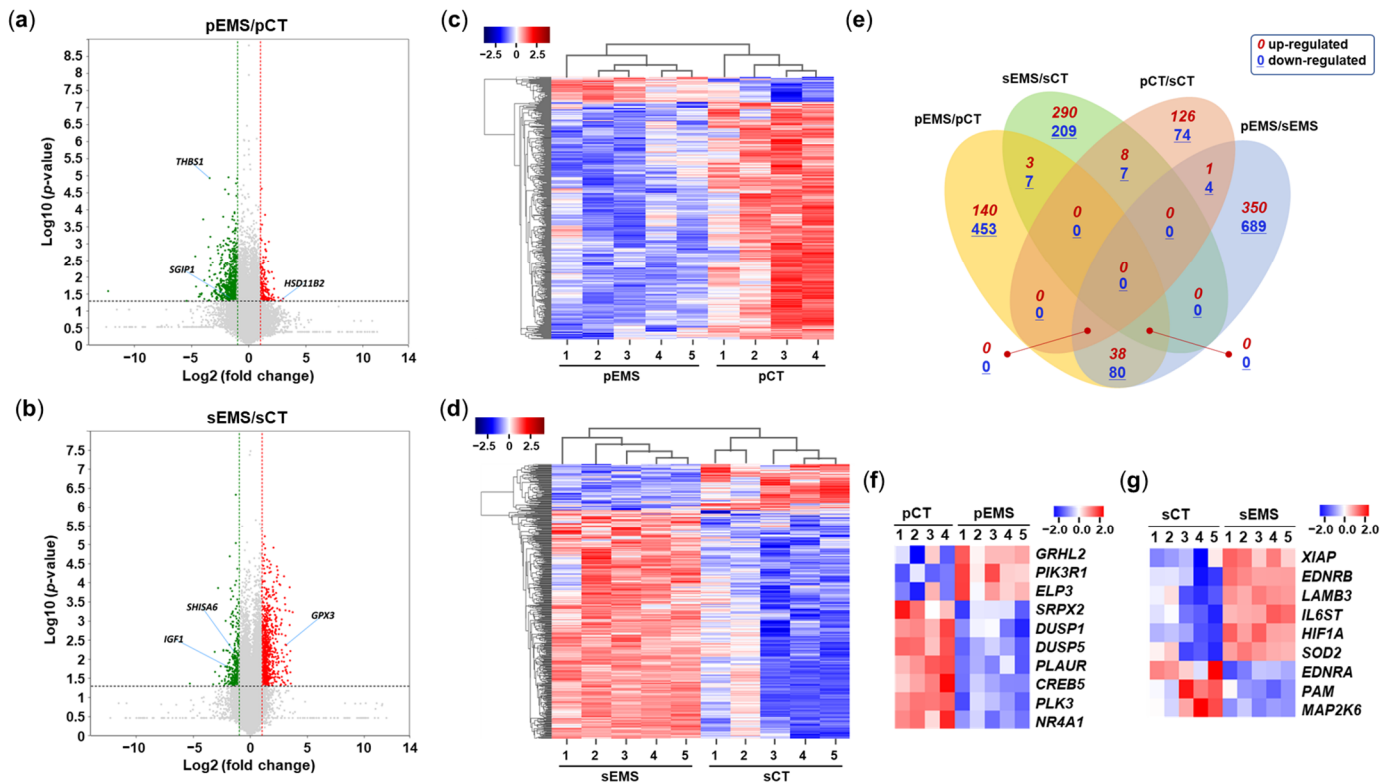 (a)
pEMS/pCT
Log10 (p-value)
8.5
8
7.5
7
6.5
6
5.5
5
4.5
4
3.5
3
2.5
2
1.5
1
0.5
0
THBS1
SGIP1
HSD11B2
−10 −5 0 5 10 14
Log2 (fold change)
(b)
sEMS/sCT
Log10 (p-value)
7.5
7
6.5
6
5.5
5
4.5
4
3.5
3
2.5
2
1.5
1
0.5
0
SHISA6
IGF1
GPX3
−10 −5 0 5 10 14
Log2 (fold change)
(c)
−2.5 0 2.5
1 2 3 4 5 1 2 3 4
pEMS pCT
(d)
−2.5 0 2.5
1 2 3 4 5 1 2 3 4 5
sEMS sCT
(e)
0 up-regulated
0 down-regulated
sEMS/sCT pCT/sCT
pEMS/pCT pEMS/sEMS
290 126
209 74
3 8 1
7 7 4
140 0 0 350
453 0 0 689
0
0
0 0
0 0
0 38 0
0 80 0
(f)
−2.0 0.0 2.0
pCT pEMS
1 2 3 4 1 2 3 4 5
GRHL2
PIK3R1
ELP3
SRPX2
DUSP1
DUSP5
PLAUR
CREB5
PLK3
NR4A1
(g)
−2.0 0.0 2.0
sCT sEMS
1 2 3 4 5 1 2 3 4 5
XIAP
EDNRB
LAMB3
IL6ST
HIF1A
SOD2
EDNRA
PAM
MAP2K6